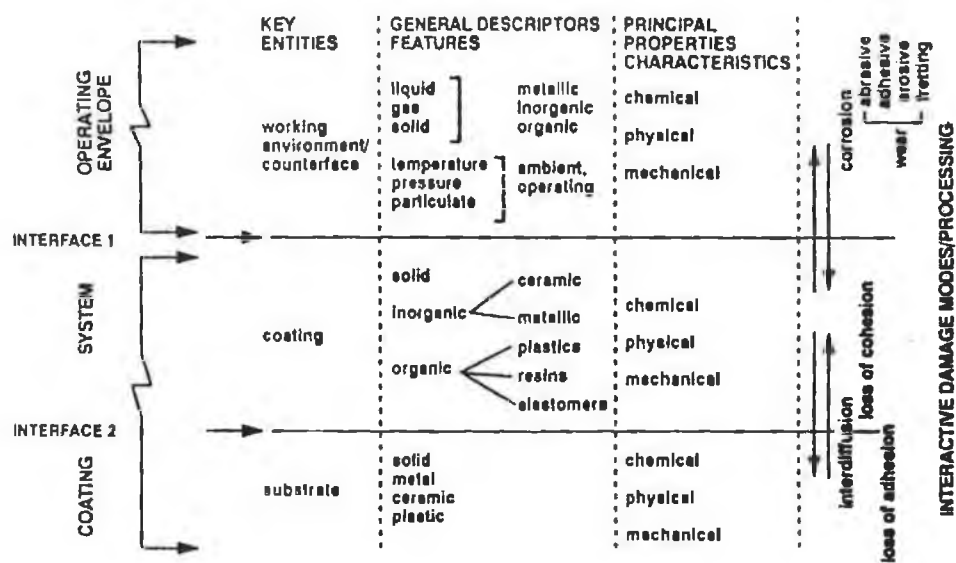 KEY
ENTITIES
GENERAL DESCRIPTORS
FEATURES
PRINCIPAL
PROPERTIES
CHARACTERISTICS
OPERATING
ENVELOPE
working
environment/
counterface
liquid
gas
solid
metallic
inorganic
organic
temperature
pressure
particulate
ambient,
operating
chemical
physical
mechanical
corrosion
wear
abrasive
adhesive
erosive
fretting
INTERFACE 1
SYSTEM
coating
solid
inorganic
ceramic
metallic
organic
plastics
resins
elastomers
chemical
physical
mechanical
loss of cohesion
interdiffusion
loss of adhesion
INTERFACE 2
COATING
substrate
solid
metal
ceramic
plastic
chemical
physical
mechanical
INTERACTIVE DAMAGE MODES/PROCESSING